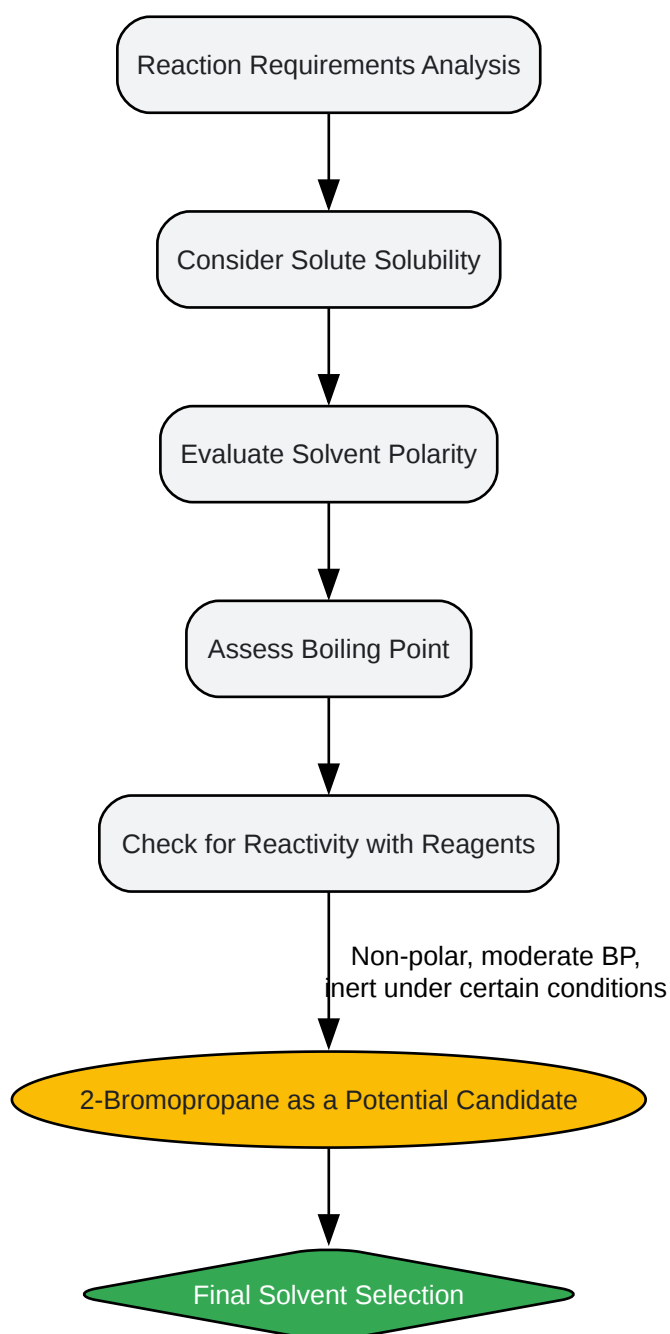 Reaction Requirements Analysis
Consider Solute Solubility
Evaluate Solvent Polarity
Assess Boiling Point
Check for Reactivity with Reagents
Non-polar, moderate BP,
inert under certain conditions
2-Bromopropane as a Potential Candidate
Final Solvent Selection